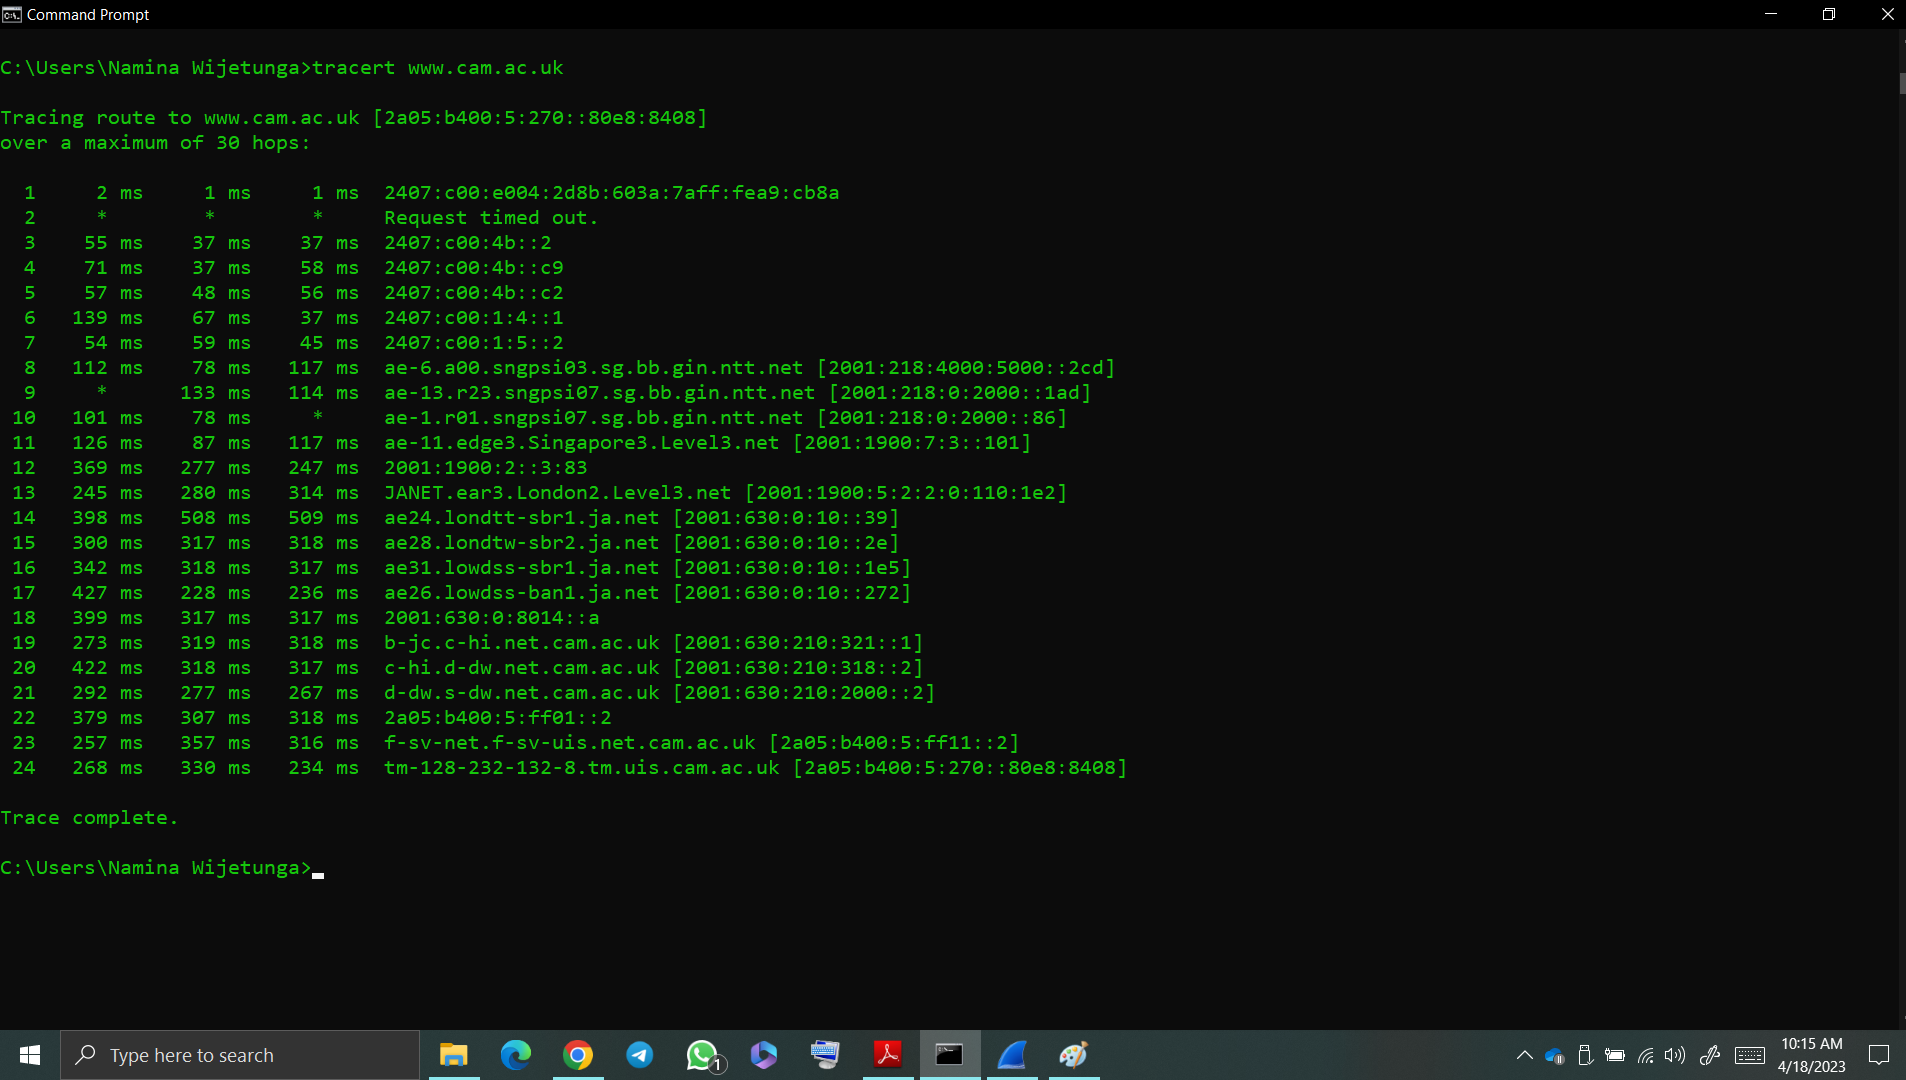 Command Prompt
C:\Users\Namina Wijetunga>tracert www.cam.ac.uk
Tracing route to www.cam.ac.uk [2a05:b400:5:270::80e8:8408]
over a maximum of 30 hops:
1 2 ms 1 ms 1 ms 2407:c00:e004:2d8b:603a:7aff:fea9:cb8a
2 * * * Request timed out.
3 55 ms 37 ms 37 ms 2407:c00:4b::2
4 71 ms 37 ms 58 ms 2407:c00:4b::c9
5 57 ms 48 ms 56 ms 2407:c00:4b::c2
6 139 ms 67 ms 37 ms 2407:c00:1:4::1
7 54 ms 59 ms 45 ms 2407:c00:1:5::2
8 112 ms 78 ms 117 ms ae-6.a00.sngpsi03.sg.bb.gin.ntt.net [2001:218:4000:5000::2cd]
9 * 133 ms 114 ms ae-13.r23.sngpsi07.sg.bb.gin.ntt.net [2001:218:0:2000::1ad]
10 101 ms 78 ms * ae-1.r01.sngpsi07.sg.bb.gin.ntt.net [2001:218:0:2000::86]
11 126 ms 87 ms 117 ms ae-11.edge3.Singapore3.Level3.net [2001:1900:7:3::101]
12 369 ms 277 ms 247 ms 2001:1900:2::3:83
13 245 ms 280 ms 314 ms JANET.ear3.London2.Level3.net [2001:1900:5:2:2:0:110:1e2]
14 398 ms 508 ms 509 ms ae24.londtt-sbr1.ja.net [2001:630:0:10::39]
15 300 ms 317 ms 318 ms ae28.londtw-sbr2.ja.net [2001:630:0:10::2e]
16 342 ms 318 ms 317 ms ae31.lowdss-sbr1.ja.net [2001:630:0:10::1e5]
17 427 ms 228 ms 236 ms ae26.lowdss-ban1.ja.net [2001:630:0:10::272]
18 399 ms 317 ms 317 ms 2001:630:0:8014::a
19 273 ms 319 ms 318 ms b-jc.c-hi.net.cam.ac.uk [2001:630:210:321::1]
20 422 ms 318 ms 317 ms c-hi.d-dw.net.cam.ac.uk [2001:630:210:318::2]
21 292 ms 277 ms 267 ms d-dw.s-dw.net.cam.ac.uk [2001:630:210:2000::2]
22 379 ms 307 ms 318 ms 2a05:b400:5:ff01::2
23 257 ms 357 ms 316 ms f-sv-net.f-sv-uis.net.cam.ac.uk [2a05:b400:5:ff11::2]
24 268 ms 330 ms 234 ms tm-128-232-132-8.tm.uis.cam.ac.uk [2a05:b400:5:270::80e8:8408]
Trace complete.
C:\Users\Namina Wijetunga>
Type here to search
1
10:15 AM
4/18/2023